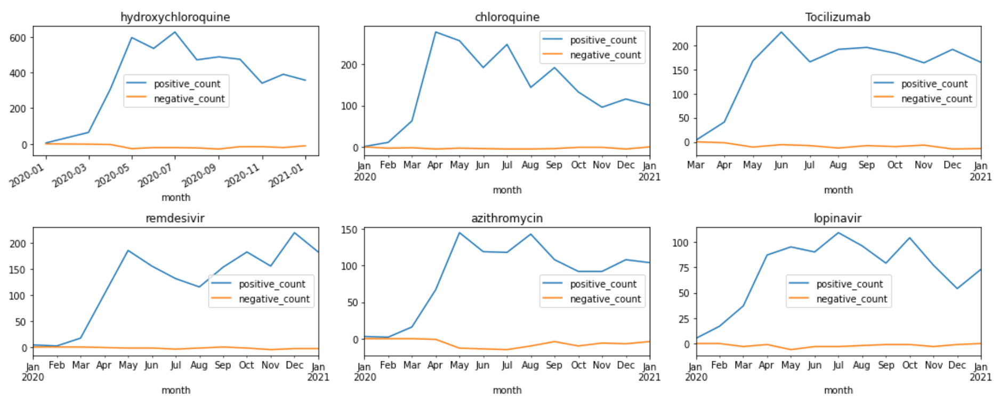 hydroxychloroquine
600
400
200
0
positive_count
negative_count
2020-01
2020-03
2020-05
2020-07
2020-09
2020-11
2021-01
month
chloroquine
200
100
0
positive_count
negative_count
Jan Feb Mar Apr May Jun Jul Aug Sep Oct Nov Dec Jan
2020 2021
month
Tocilizumab
200
150
100
50
0
positive_count
negative_count
Mar Apr May Jun Jul Aug Sep Oct Nov Dec Jan
2021
month
remdesivir
200
150
100
50
0
positive_count
negative_count
Jan Feb Mar Apr May Jun Jul Aug Sep Oct Nov Dec Jan
2020 2021
month
azithromycin
150
100
50
0
positive_count
negative_count
Jan Feb Mar Apr May Jun Jul Aug Sep Oct Nov Dec Jan
2020 2021
month
lopinavir
100
75
50
25
0
positive_count
negative_count
Jan Feb Mar Apr May Jun Jul Aug Sep Oct Nov Dec Jan
2020 2021
month